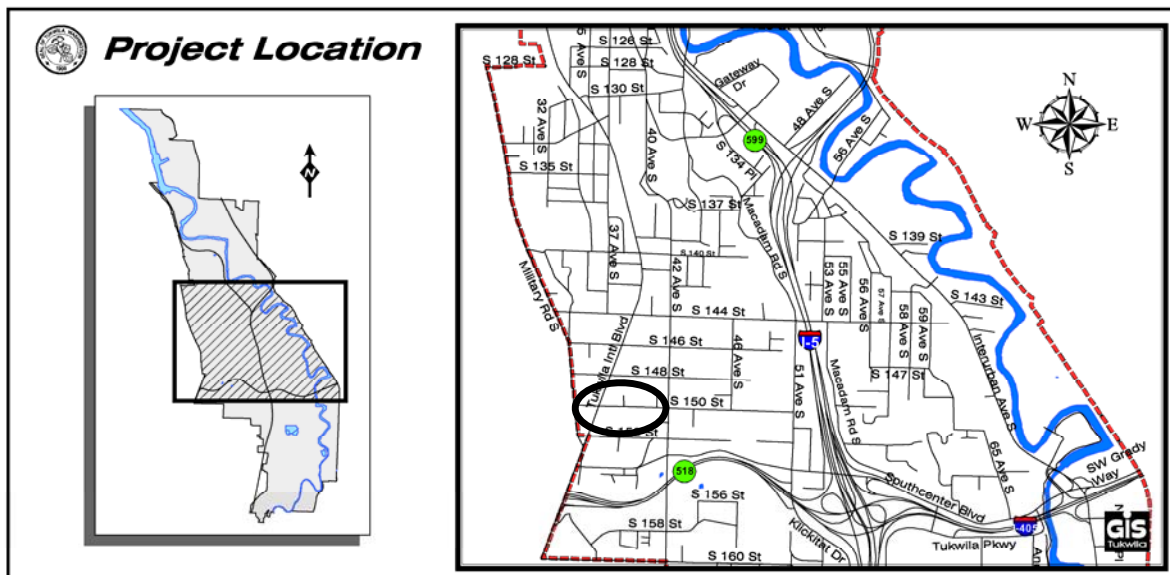 Project Location
N
N
W E
S
S 126 St
S 128 St
S 128 St
S 130 St
Gateway
Dr
48 Ave S
56 Ave S
32 Ave S
40 Ave S
599
S 134 Pl
S 135 St
S 137 St
Macadam Rd S
S 139 St
37 Ave S
42 Ave S
S 140 St
53 Ave S
55 Ave S
56 Ave S
57 Ave S
58 Ave S
59 Ave S
S 143 St
Military Rd S
S 144 St
Tukwila Intl Blvd
S 146 St
46 Ave S
I-5
51 Ave S
Macadam Rd S
S 147 St
Interurban Ave S
S 148 St
S 150 St
518
65 Ave S
SW Grady
Way
Southcenter Blvd
S 156 St
S 158 St
Klickitat Dr
405
Tukwila Pkwy
S 160 St
GIS
Tukwila